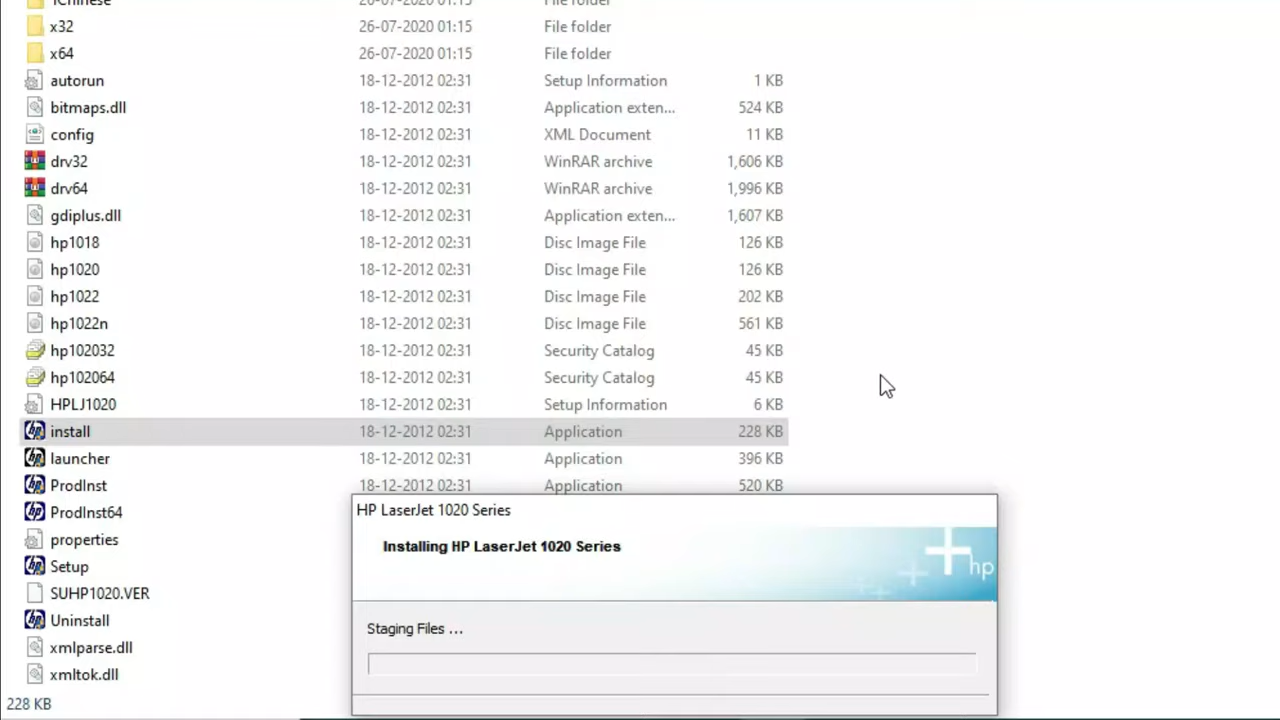 x32 26-07-2020 01:15 File folder
x64 26-07-2020 01:15 File folder
autorun 18-12-2012 02:31 Setup Information 1 KB
bitmaps.dll 18-12-2012 02:31 Application exten... 524 KB
config 18-12-2012 02:31 XML Document 11 KB
drv32 18-12-2012 02:31 WinRAR archive 1,606 KB
drv64 18-12-2012 02:31 WinRAR archive 1,996 KB
gdiplus.dll 18-12-2012 02:31 Application exten... 1,607 KB
hp1018 18-12-2012 02:31 Disc Image File 126 KB
hp1020 18-12-2012 02:31 Disc Image File 126 KB
hp1022 18-12-2012 02:31 Disc Image File 202 KB
hp1022n 18-12-2012 02:31 Disc Image File 561 KB
hp102032 18-12-2012 02:31 Security Catalog 45 KB
hp102064 18-12-2012 02:31 Security Catalog 45 KB
HPLJ1020 18-12-2012 02:31 Setup Information 6 KB
install 18-12-2012 02:31 Application 228 KB
launcher 18-12-2012 02:31 Application 396 KB
ProdInst 18-12-2012 02:31 Application 520 KB
ProdInst64
properties
Setup
SUHP1020.VER
Uninstall
xmlparse.dll
xmltok.dll
228 KB
HP LaserJet 1020 Series
Installing HP LaserJet 1020 Series
hp
Staging Files ...